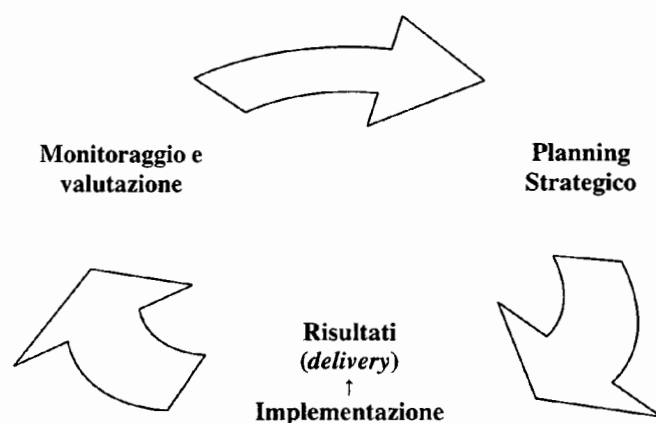 Monitoraggio e
valutazione
Planning
Strategico
Risultati
(delivery)
↑
Implementazione